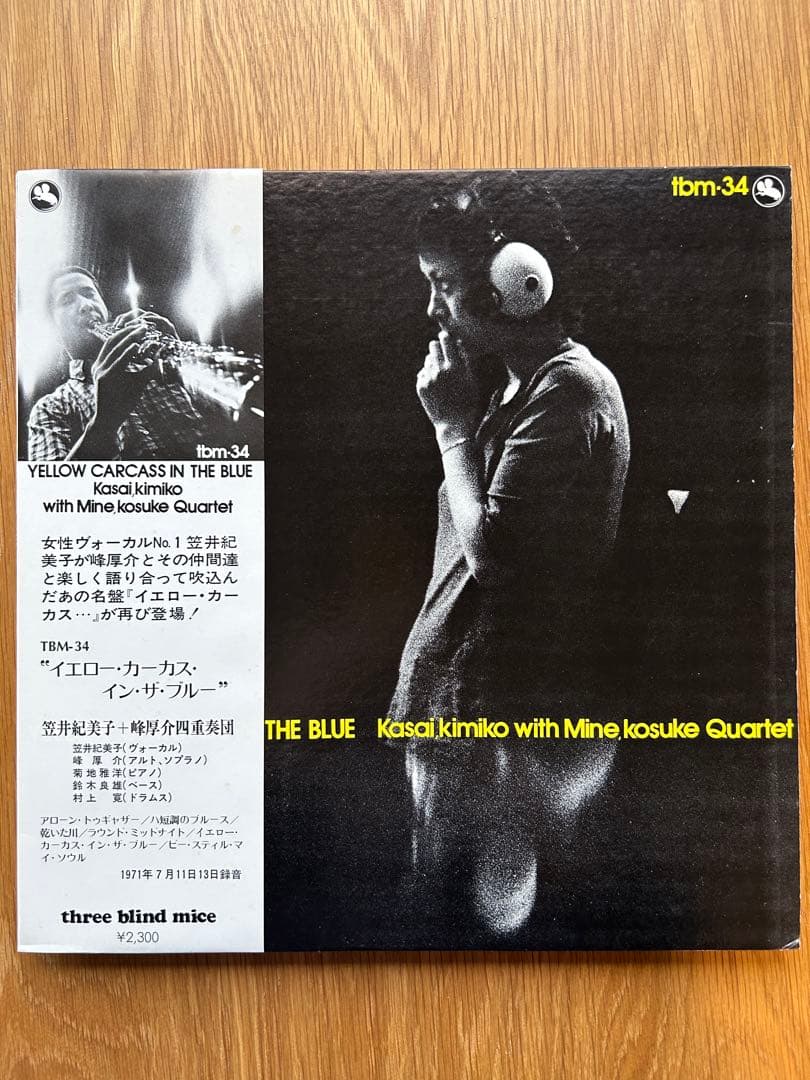 tbm·34
tbm·34
YELLOW CARCASS IN THE BLUE
Kasai,kimiko
with Mine,kosuke Quartet
女性ヴォーカルNo.1笠井紀
美子が峰厚介とその仲間達
と楽しく語り合って吹込ん
だあの名盤『イエロー・カー
カス…』が再び登場!
TBM-34
“イエロー・カーカス・
イン・ザ・ブルー”
笠井紀美子+峰厚介四重奏団
笠井紀美子(ヴォーカル)
峰 厚 介(アルト、ソプラノ)
菊地雅洋(ピアノ)
鈴木良雄(ベース)
村上 寛(ドラムス)
アローン・トゥギャザー/ハ短調のブルース/
乾いた川/ラウンド・ミットナイト/イエロー・
カーカス・イン・ザ・ブルー/ビー・スティル・マ
イ・ソウル
1971年7月11日13日録音
three blind mice
¥2,300
THE BLUE Kasai,kimiko with Mine,kosuke Quartet